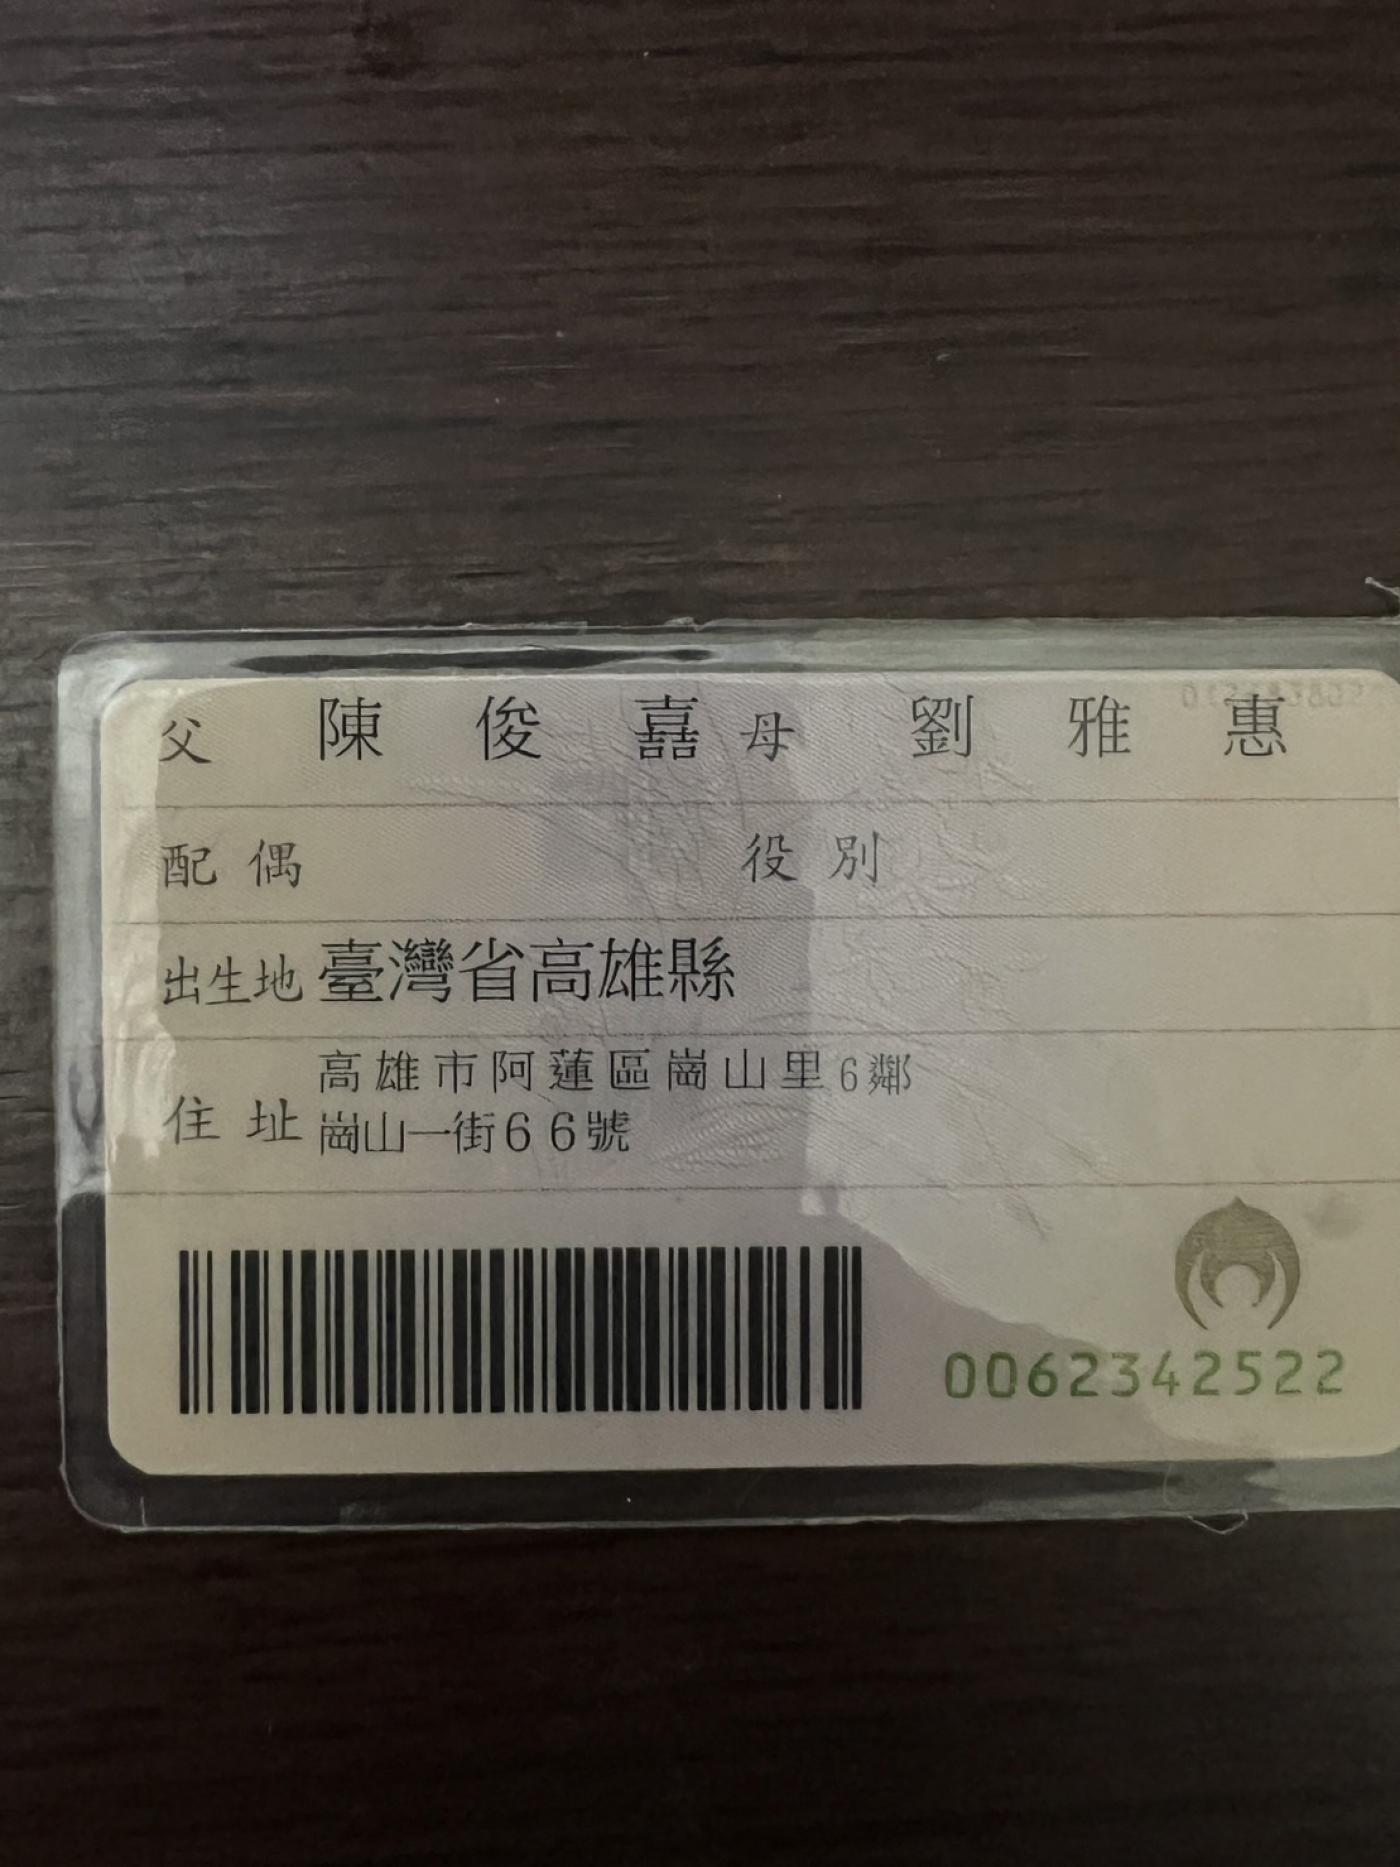 父 陳俊嘉 母 劉雅惠
配偶 役別
出生地 臺灣省高雄縣
住址 高雄市阿蓮區崗山里6鄰
崗山一街66號
0062342522